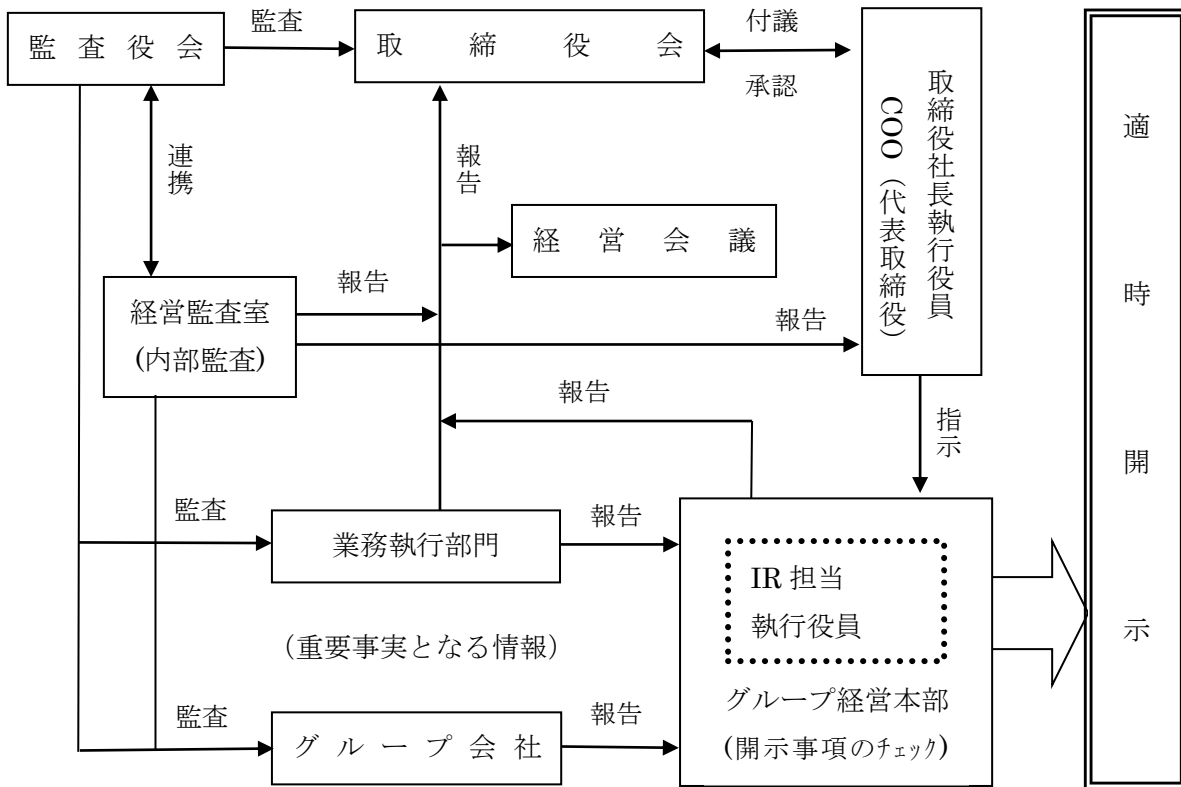 監査役会
監査
取締役会
付議
承認
取締役社長執行役員
COO（代表取締役）
適時開示
連携
報告
経営会議
経営監査室
(内部監査)
報告
報告
報告
指示
監査
業務執行部門
報告
IR 担当
執行役員
（重要事実となる情報）
グループ経営本部
(開示事項のチェック)
監査
グループ会社
報告